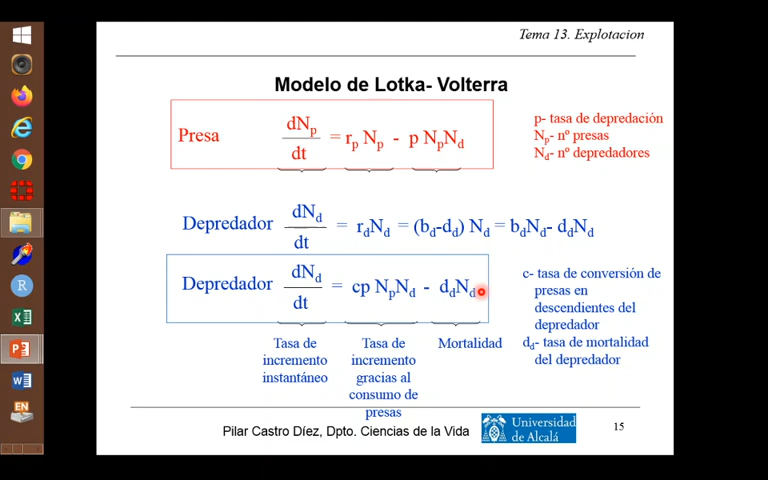 Tema 13. Explotacion
Modelo de Lotka- Volterra
Presa dNp/dt = rp Np - p NpNd
p- tasa de depredación
Np- nº presas
Nd- nº depredadores
Depredador dNd/dt = rdNd = (bd-dd) Nd = bdNd- ddNd
Depredador dNd/dt = cp NpNd - ddNd
c- tasa de conversión de
presas en
descendientes del
depredador
dd- tasa de mortalidad
del depredador
Tasa de
incremento
instantáneo
Tasa de
incremento
gracias al
consumo de
presas
Mortalidad
Pilar Castro Díez, Dpto. Ciencias de la Vida
Universidad
de Alcalá
15
R
X
P
W
EN